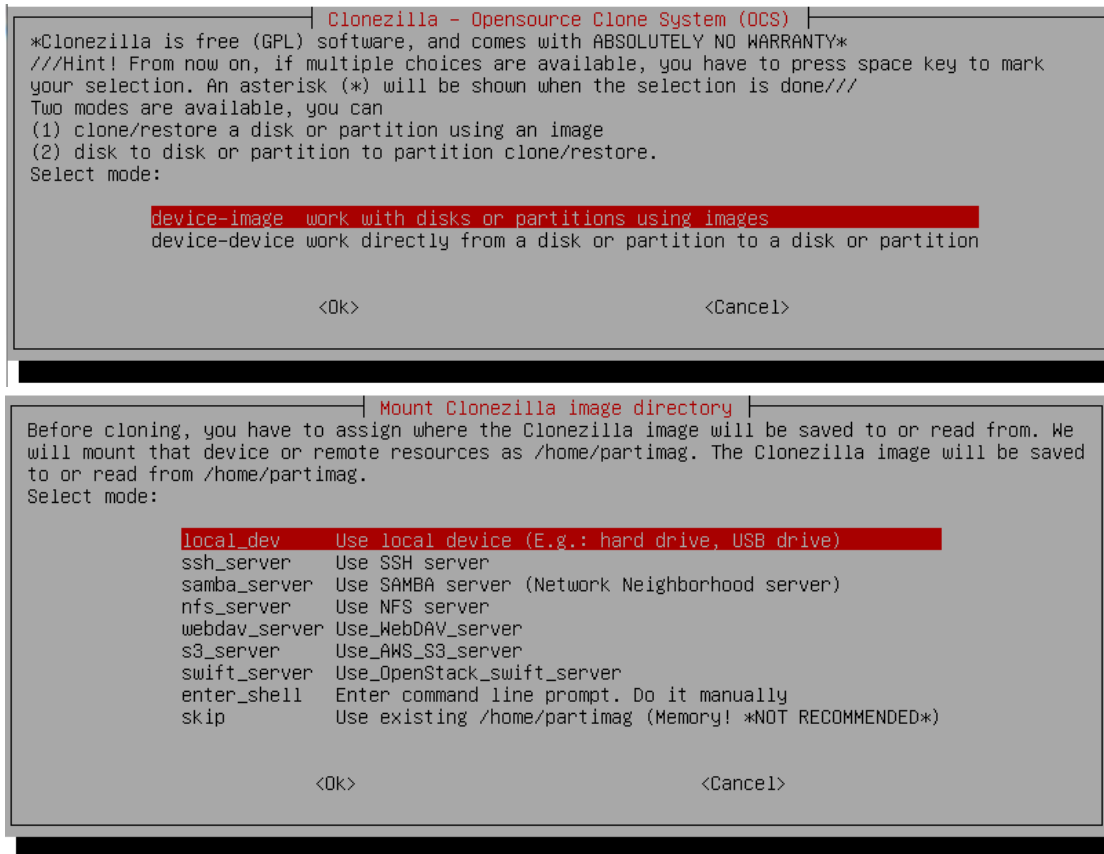 Clonezilla - Opensource Clone System (OCS)
*Clonezilla is free (GPL) software, and comes with ABSOLUTELY NO WARRANTY*
///Hint! From now on, if multiple choices are available, you have to press space key to mark
your selection. An asterisk (*) will be shown when the selection is done///
Two modes are available, you can
(1) clone/restore a disk or partition using an image
(2) disk to disk or partition to partition clone/restore.
Select mode:
device-image work with disks or partitions using images
device-device work directly from a disk or partition to a disk or partition
<Ok> <Cancel>
Mount Clonezilla image directory
Before cloning, you have to assign where the Clonezilla image will be saved to or read from. We
will mount that device or remote resources as /home/partimag. The Clonezilla image will be saved
to or read from /home/partimag.
Select mode:
local_dev Use local device (E.g.: hard drive, USB drive)
ssh_server Use SSH server
samba_server Use SAMBA server (Network Neighborhood server)
nfs_server Use NFS server
webdav_server Use_WebDAV_server
s3_server Use_AWS_S3_server
swift_server Use_OpenStack_swift_server
enter_shell Enter command line prompt. Do it manually
skip Use existing /home/partimag (Memory! *NOT RECOMMENDED*)
<Ok> <Cancel>